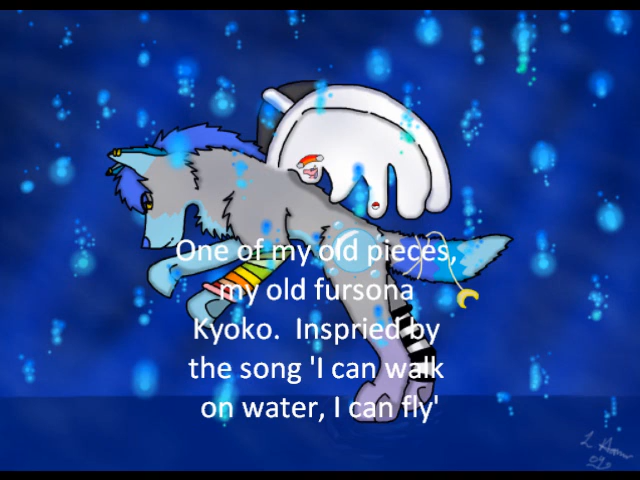 One of my old pieces,
my old fursona
Kyoko.  Inspried by
the song 'I can walk
on water, I can fly'